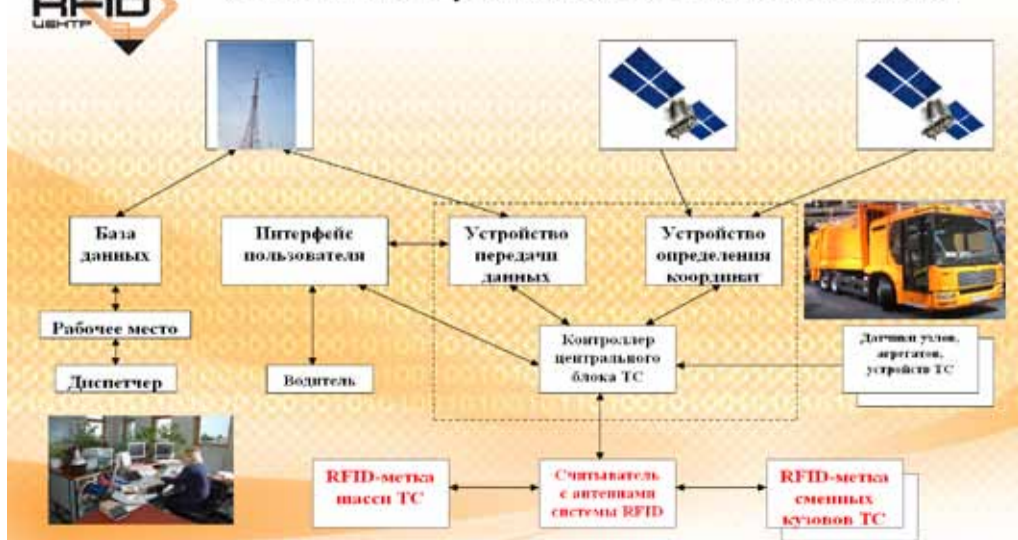 RFID
ЦЕНТР
База
данных
Интерфейс
пользователя
Устройство
передачи
данных
Устройство
определения
координат
Рабочее место
Диспетчер
Водитель
Контроллер
центрального
блока ТС
Датчики узлов,
агрегатов,
устройств ТС
RFID-метка
шасси ТС
Считыватель
с антеннами
системы RFID
RFID-метка
сменных
кузовов ТС